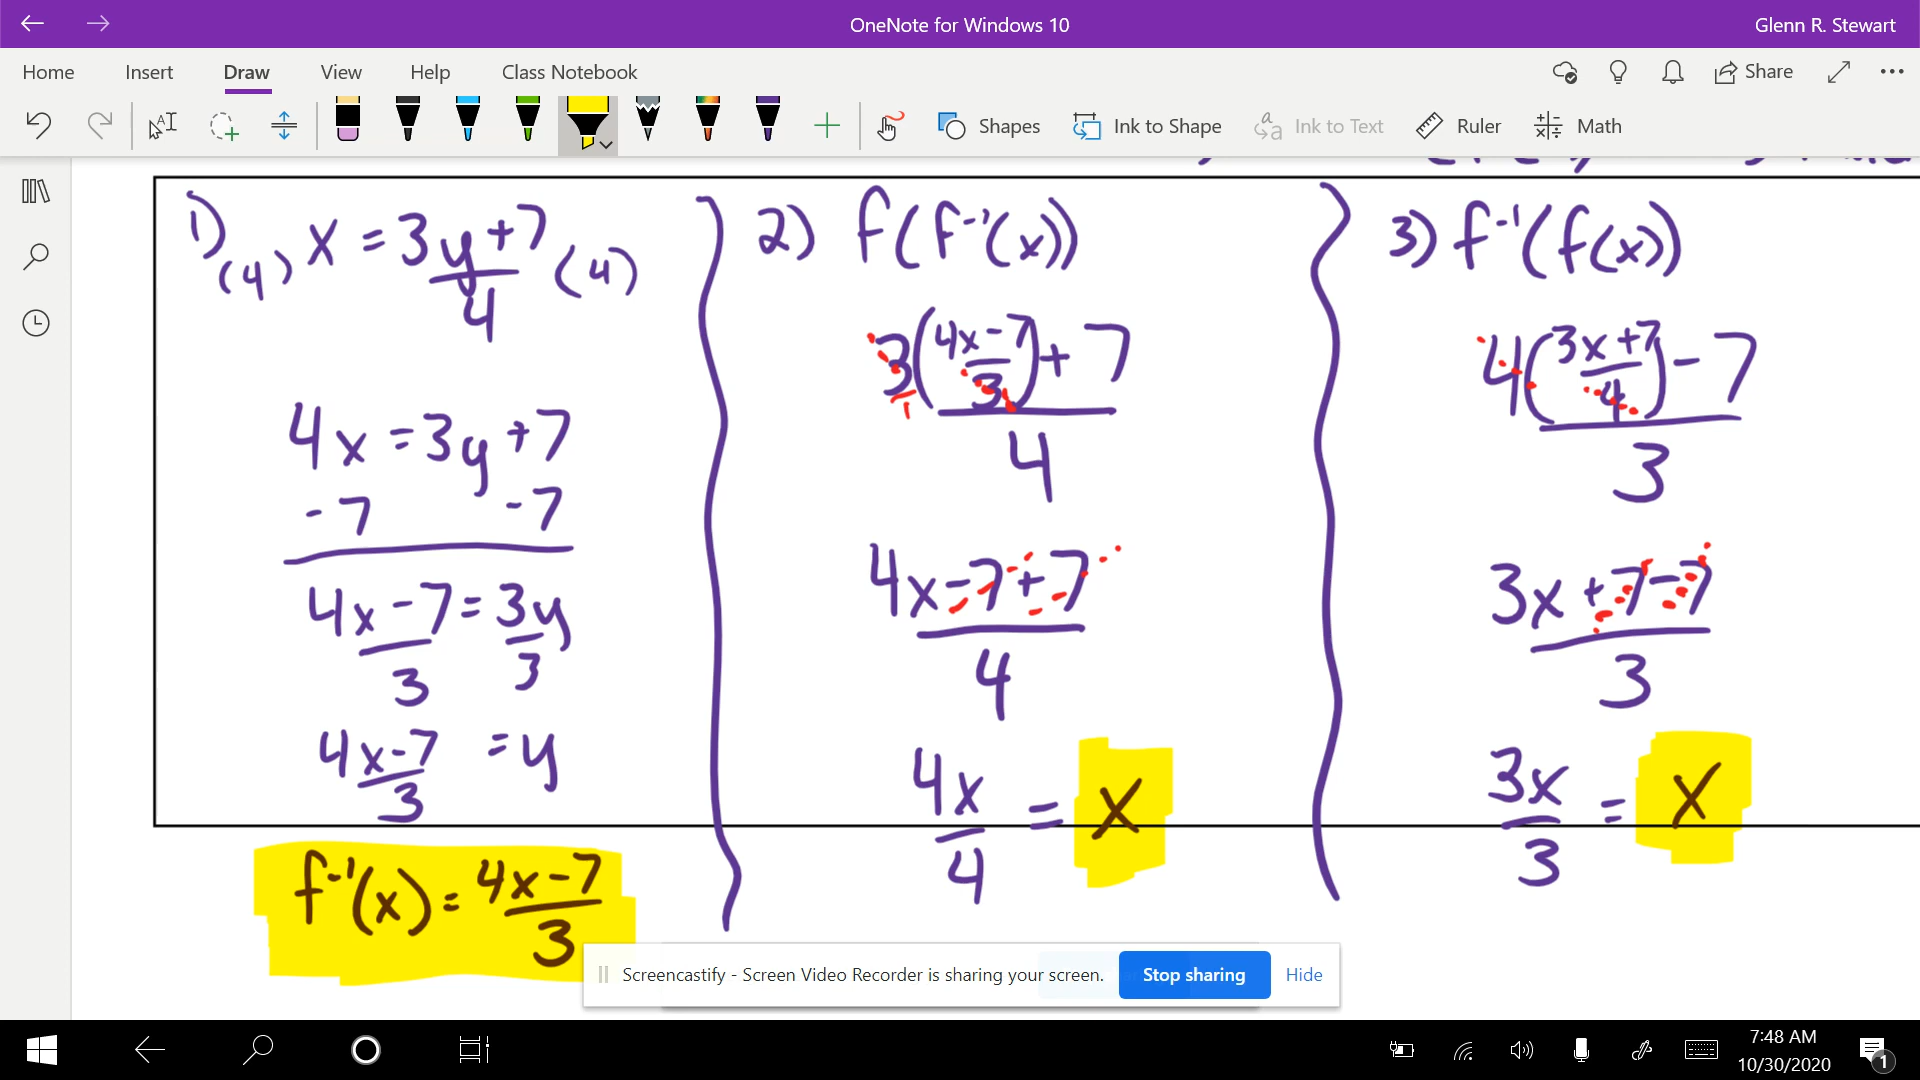 OneNote for Windows 10
Glenn R. Stewart
Home Insert Draw View Help Class Notebook
Share
Shapes Ink to Shape Ink to Text Ruler Math
1) (4) x = 3y+7 (4)
4
4x = 3y +7
-7 -7
4x-7 = 3y
3 3
4x-7 = y
3
f⁻¹(x) = 4x-7
3
2) f(f⁻¹(x))
3(4x-7) + 7
1 3
4
4x-7+7
4
4x = x
4
3) f⁻¹(f(x))
4(3x+7) - 7
4
3
3x+7-7
3
3x = x
3
Screencastify - Screen Video Recorder is sharing your screen.
Stop sharing
Hide
7:48 AM
10/30/2020
1